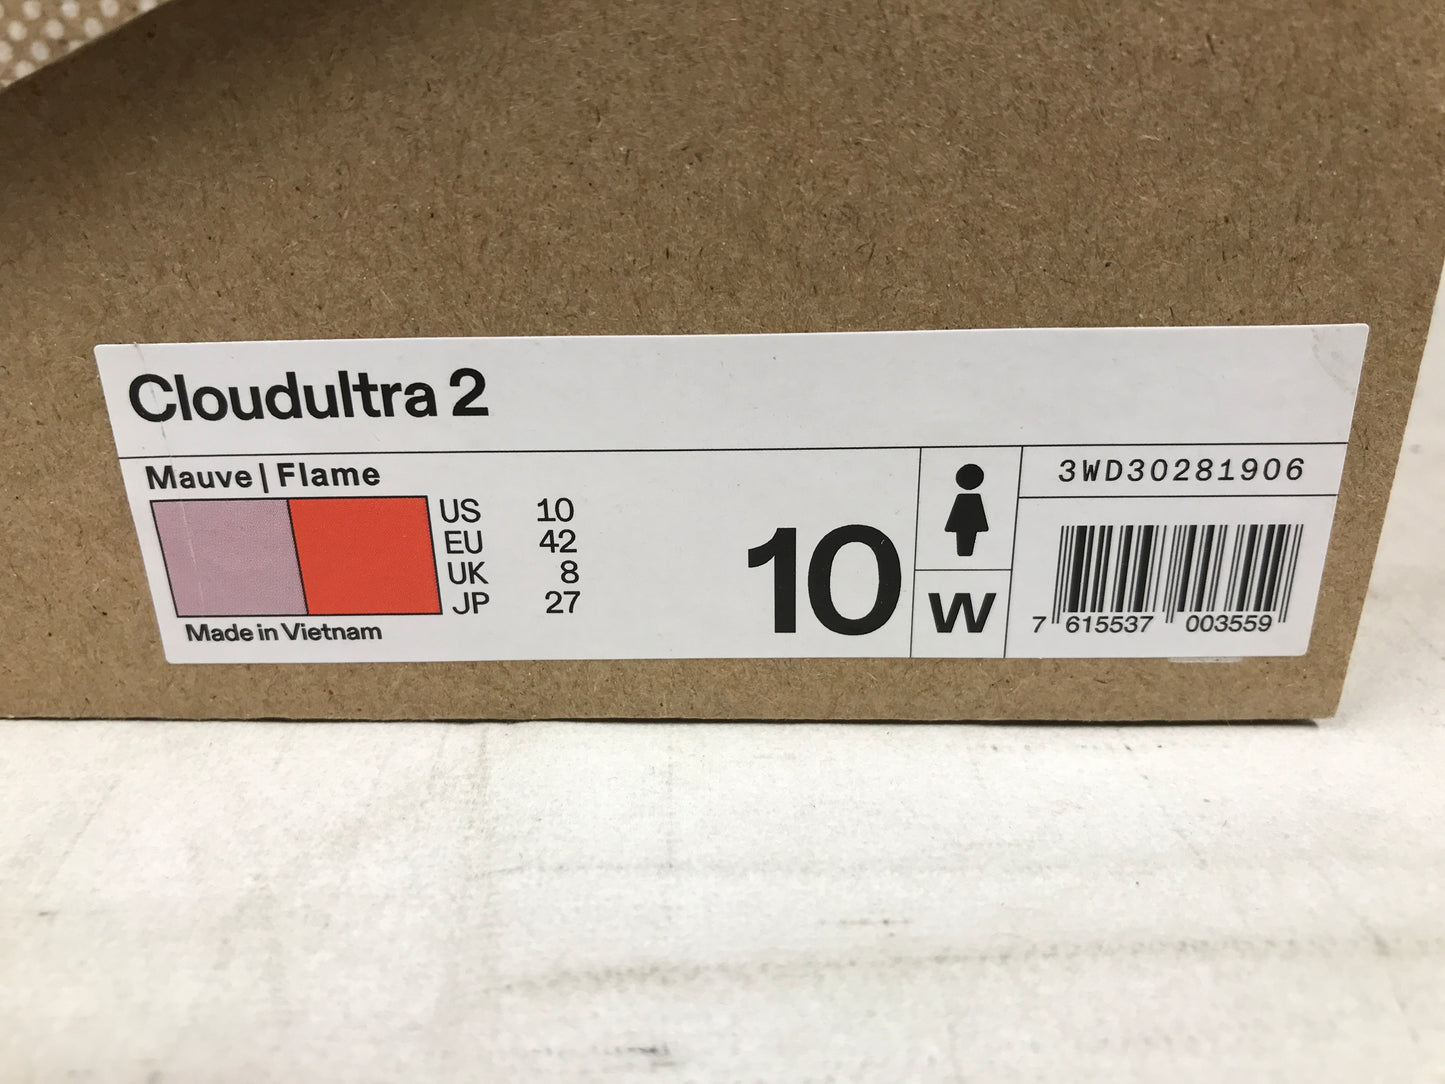 Cloudultra 2
Mauve | Flame
US 10
EU 42
UK 8
JP 27
Made in Vietnam
10
W
3WD30281906
7 615537 003559